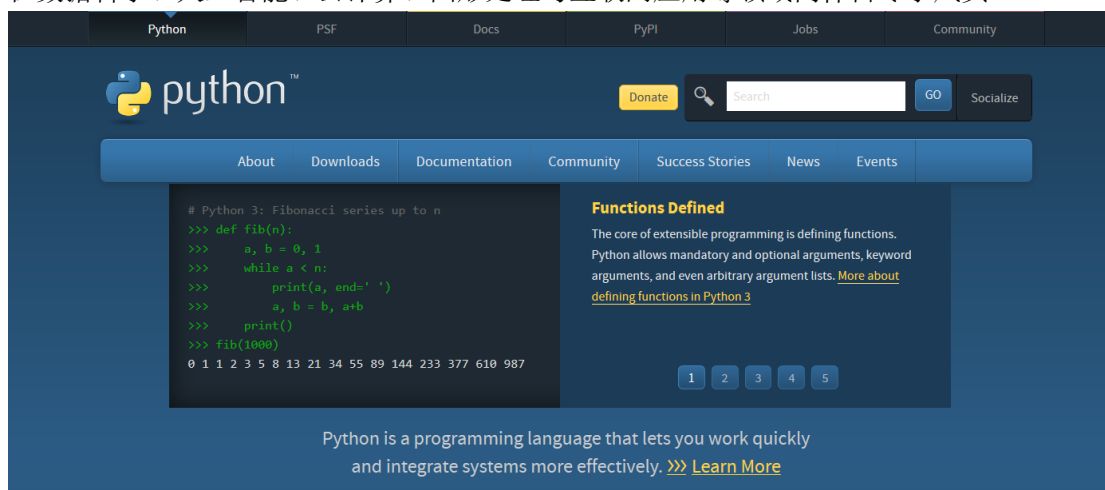 Python PSF Docs PyPI Jobs Community
python™
Donate Search GO Socialize
About Downloads Documentation Community Success Stories News Events
# Python 3: Fibonacci series up to n
>>> def fib(n):
>>>     a, b = 0, 1
>>>     while a < n:
>>>         print(a, end=' ')
>>>         a, b = b, a+b
>>>     print()
>>> fib(1000)
0 1 1 2 3 5 8 13 21 34 55 89 144 233 377 610 987
Functions Defined
The core of extensible programming is defining functions.
Python allows mandatory and optional arguments, keyword
arguments, and even arbitrary argument lists. More about
defining functions in Python 3
1 2 3 4 5
Python is a programming language that lets you work quickly
and integrate systems more effectively. >>> Learn More